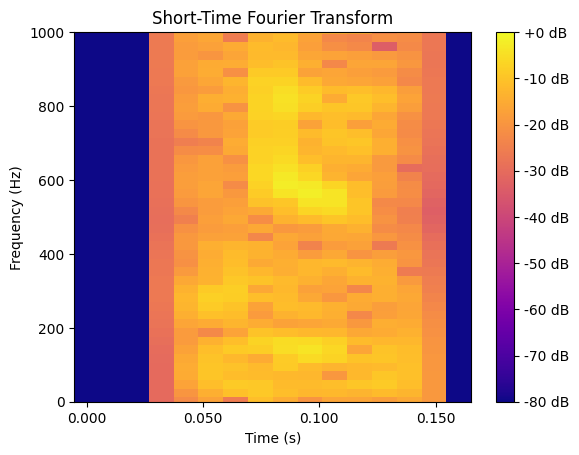 Short-Time Fourier Transform
1000
800
600
400
200
0
Frequency (Hz)
0.000
0.050
0.100
0.150
Time (s)
+0 dB
-10 dB
-20 dB
-30 dB
-40 dB
-50 dB
-60 dB
-70 dB
-80 dB